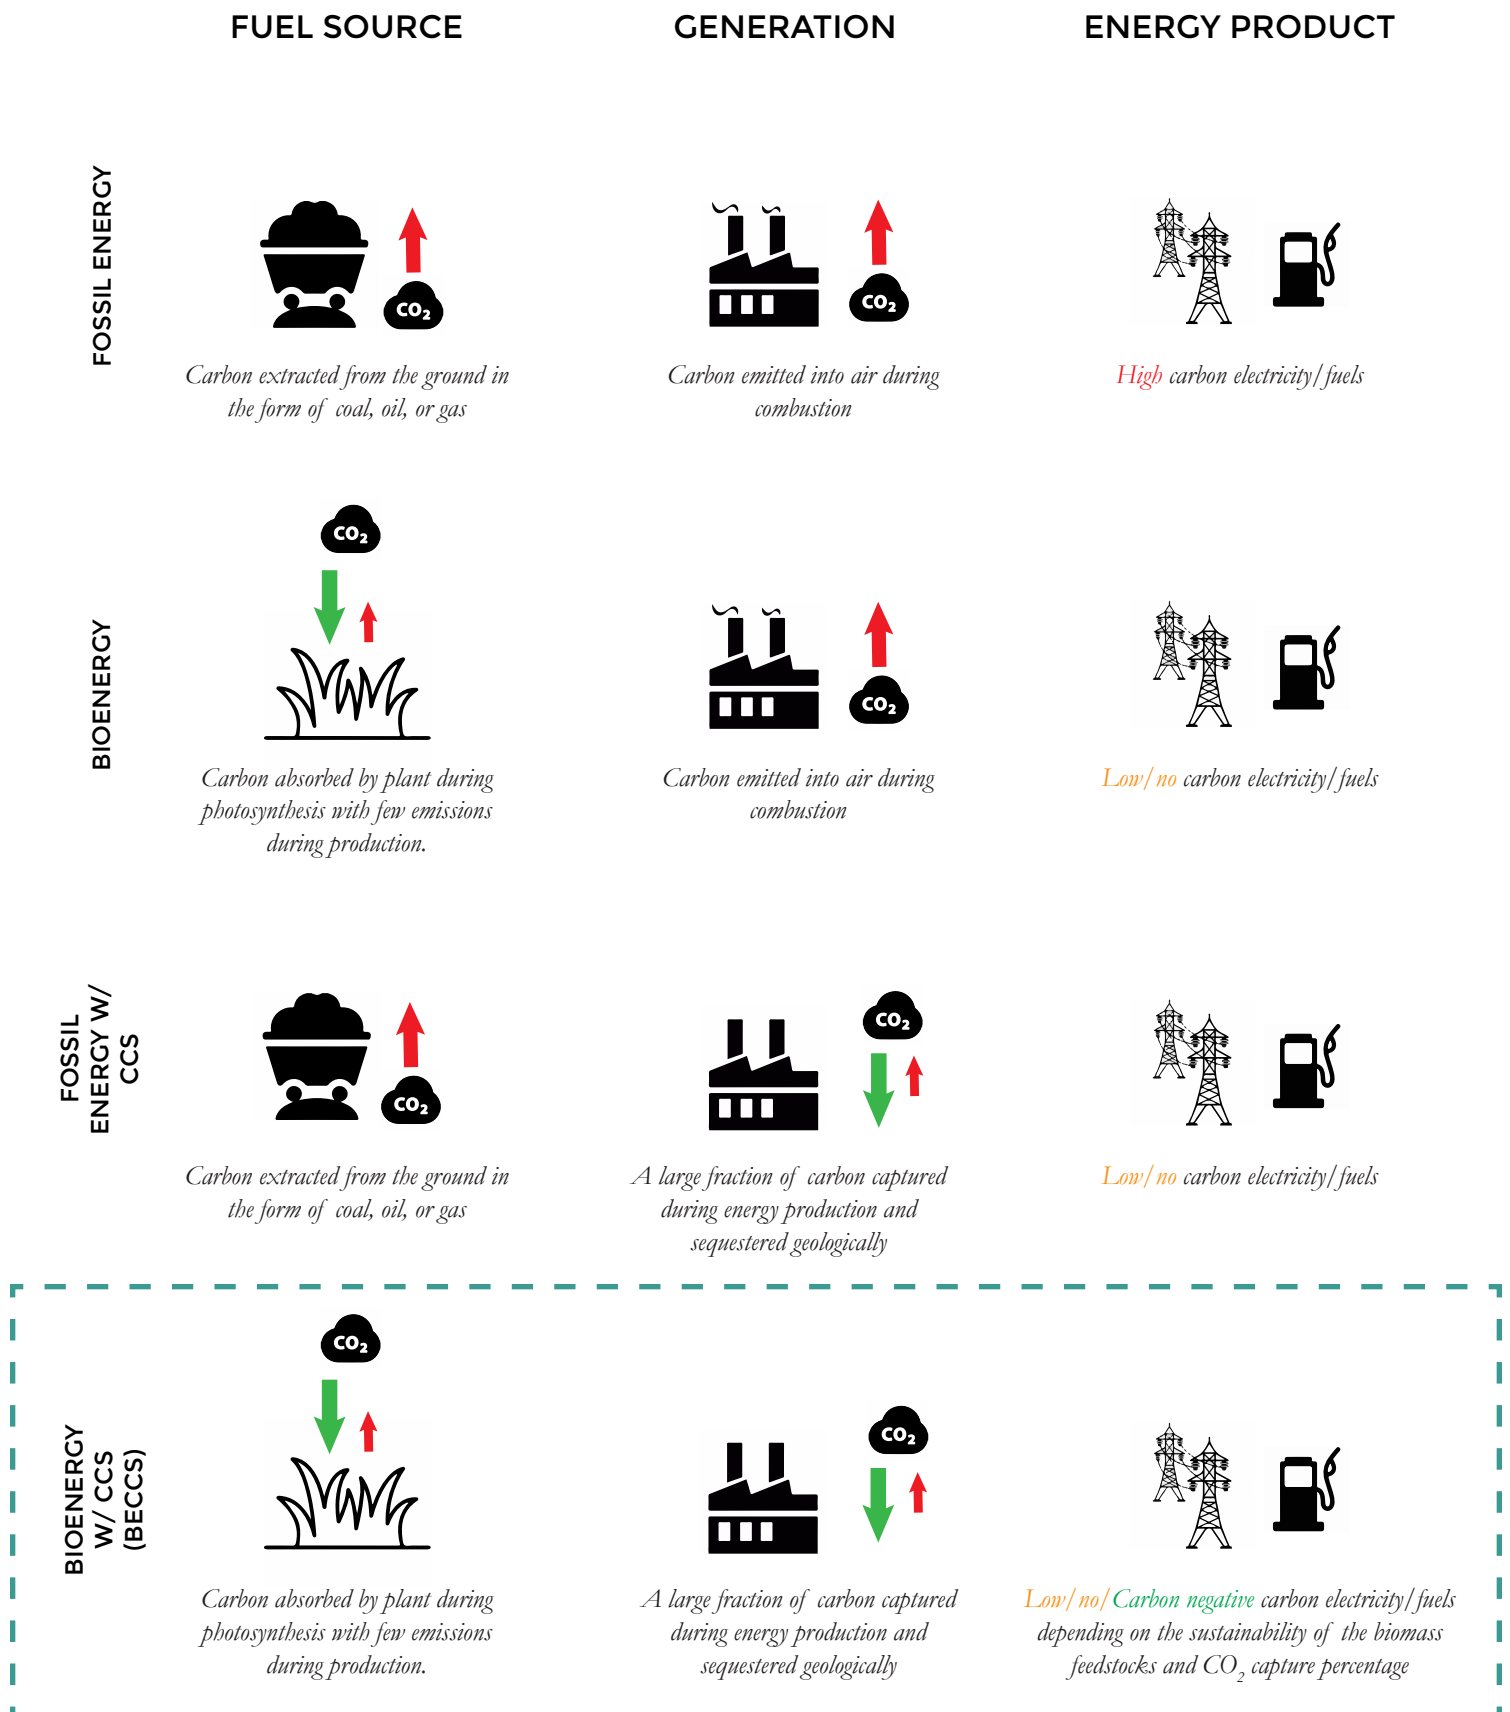 FUEL SOURCE
GENERATION
ENERGY PRODUCT
FOSSIL ENERGY
CO2
CO2
Carbon extracted from the ground in
the form of coal, oil, or gas
Carbon emitted into air during
combustion
High carbon electricity/fuels
BIOENERGY
CO2
CO2
Carbon absorbed by plant during
photosynthesis with few emissions
during production.
Carbon emitted into air during
combustion
Low/no carbon electricity/fuels
FOSSIL
ENERGY W/
CCS
CO2
CO2
Carbon extracted from the ground in
the form of coal, oil, or gas
A large fraction of carbon captured
during energy production and
sequestered geologically
Low/no carbon electricity/fuels
BIOENERGY
W/ CCS
(BECCS)
CO2
CO2
Carbon absorbed by plant during
photosynthesis with few emissions
during production.
A large fraction of carbon captured
during energy production and
sequestered geologically
Low/no/Carbon negative carbon electricity/fuels
depending on the sustainability of the biomass
feedstocks and CO2 capture percentage